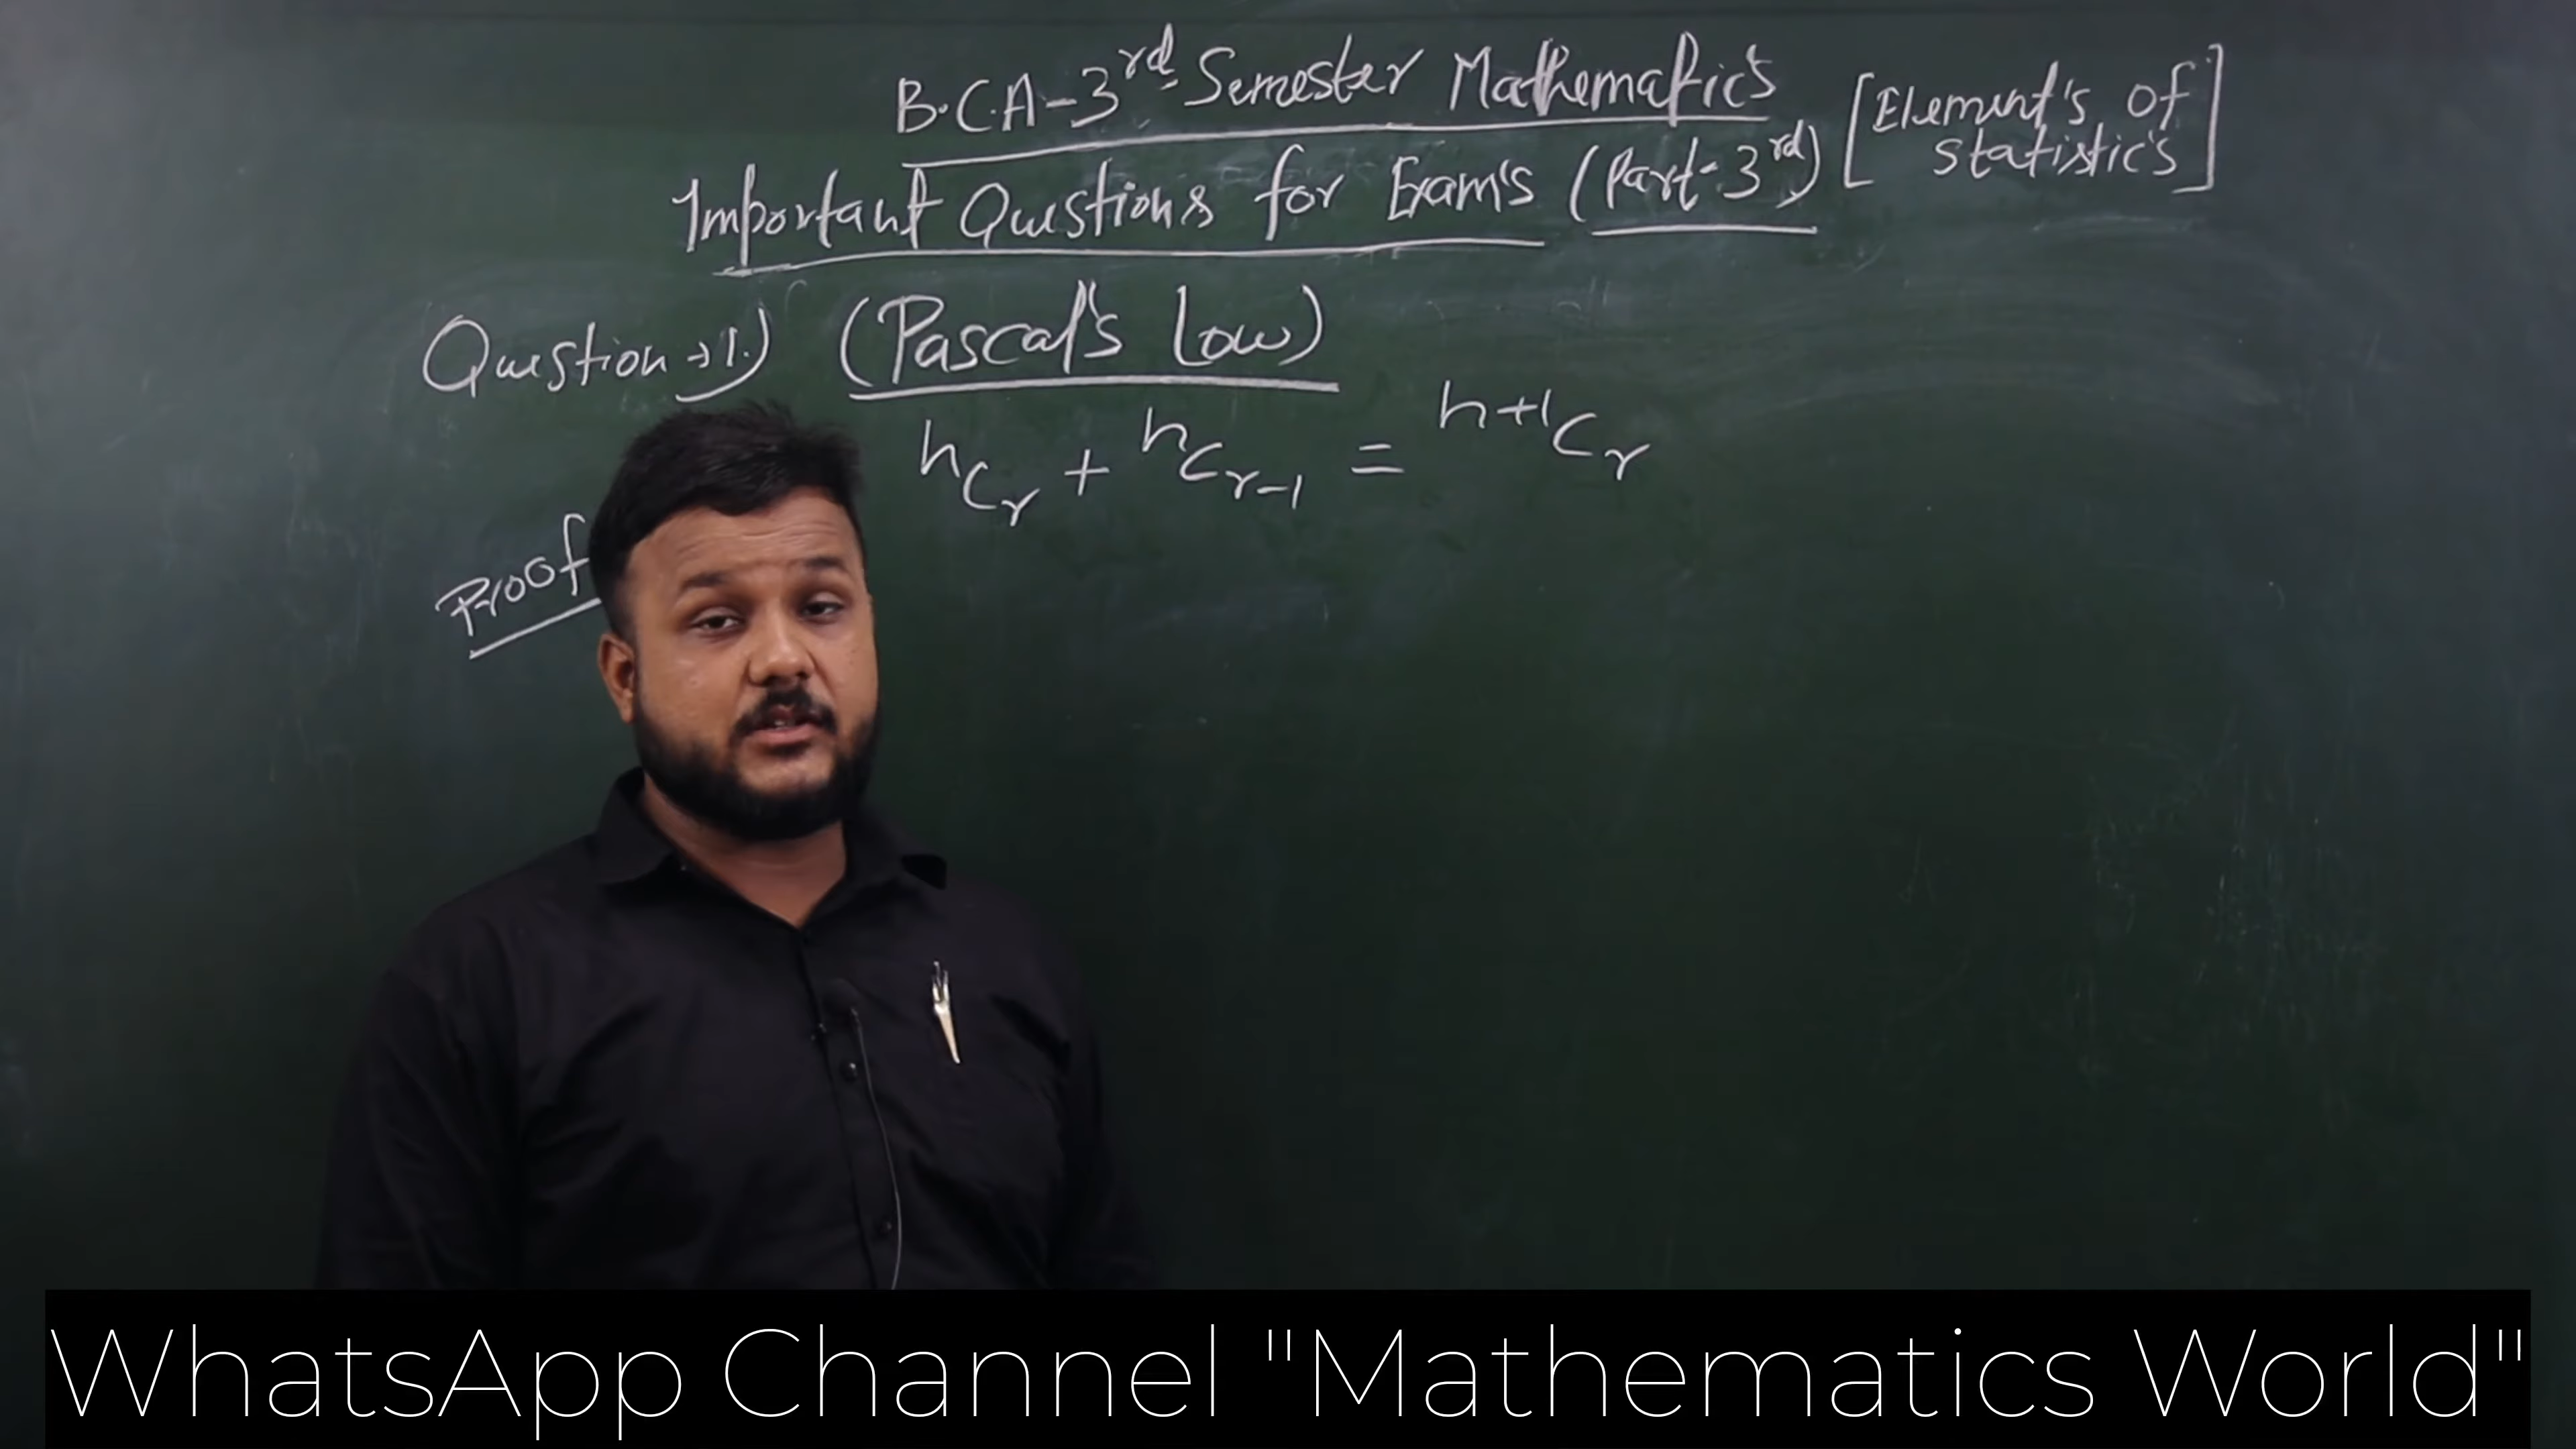 B.C.A-3rd Semester Mathematic's
[Element's of
statistic's]
Important Questions for Exam's (Part-3rd)
Question→1.) (Pascal's Low)
nCr + nCr-1 = n+1Cr
Proof
WhatsApp Channel "Mathematics World"